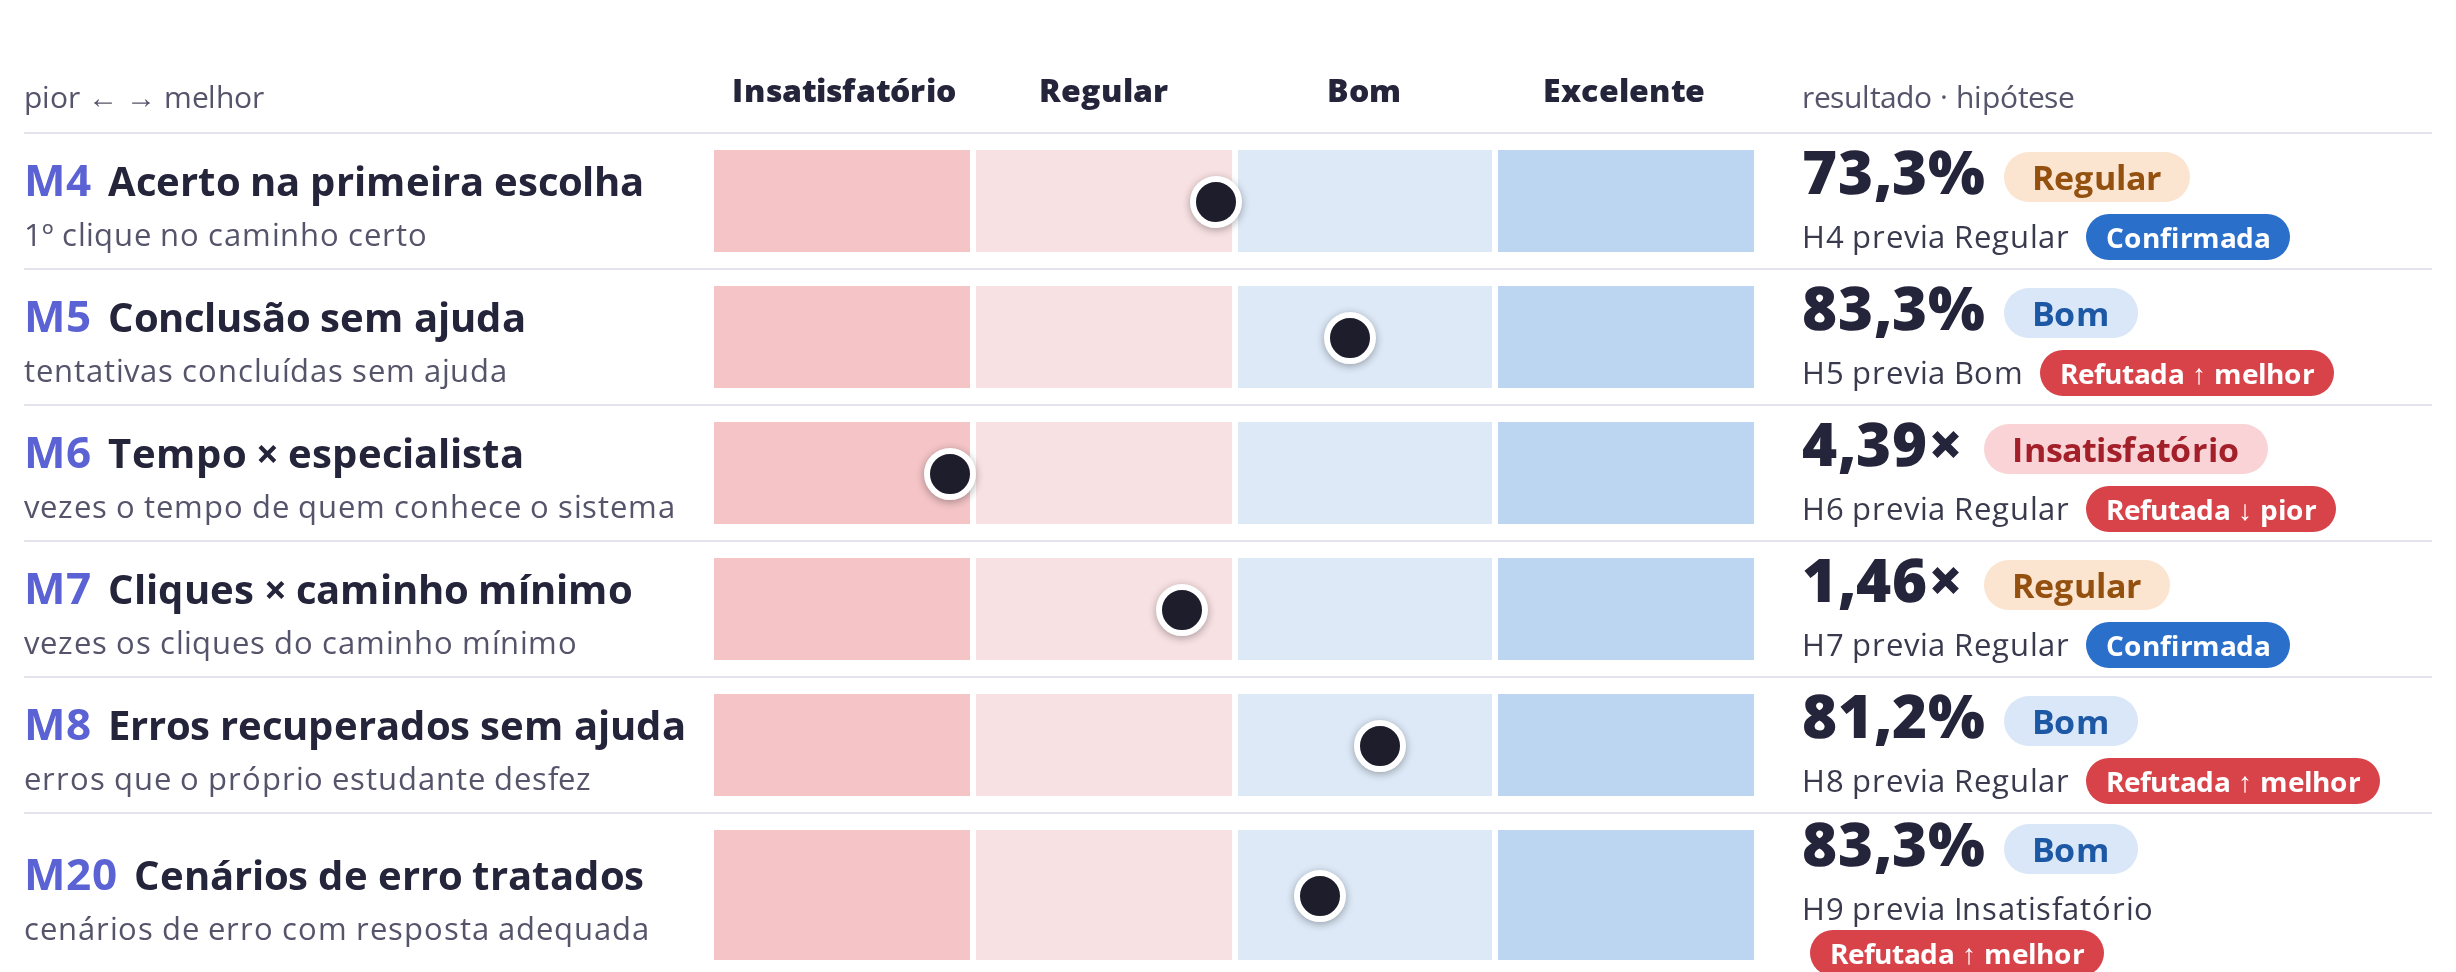 pior ← → melhor
Insatisfatório Regular Bom Excelente
resultado · hipótese
M4 Acerto na primeira escolha
1º clique no caminho certo
73,3% Regular
H4 previa Regular Confirmada
M5 Conclusão sem ajuda
tentativas concluídas sem ajuda
83,3% Bom
H5 previa Bom Refutada ↑ melhor
M6 Tempo × especialista
vezes o tempo de quem conhece o sistema
4,39× Insatisfatório
H6 previa Regular Refutada ↓ pior
M7 Cliques × caminho mínimo
vezes os cliques do caminho mínimo
1,46× Regular
H7 previa Regular Confirmada
M8 Erros recuperados sem ajuda
erros que o próprio estudante desfez
81,2% Bom
H8 previa Regular Refutada ↑ melhor
M20 Cenários de erro tratados
cenários de erro com resposta adequada
83,3% Bom
H9 previa Insatisfatório
Refutada ↑ melhor